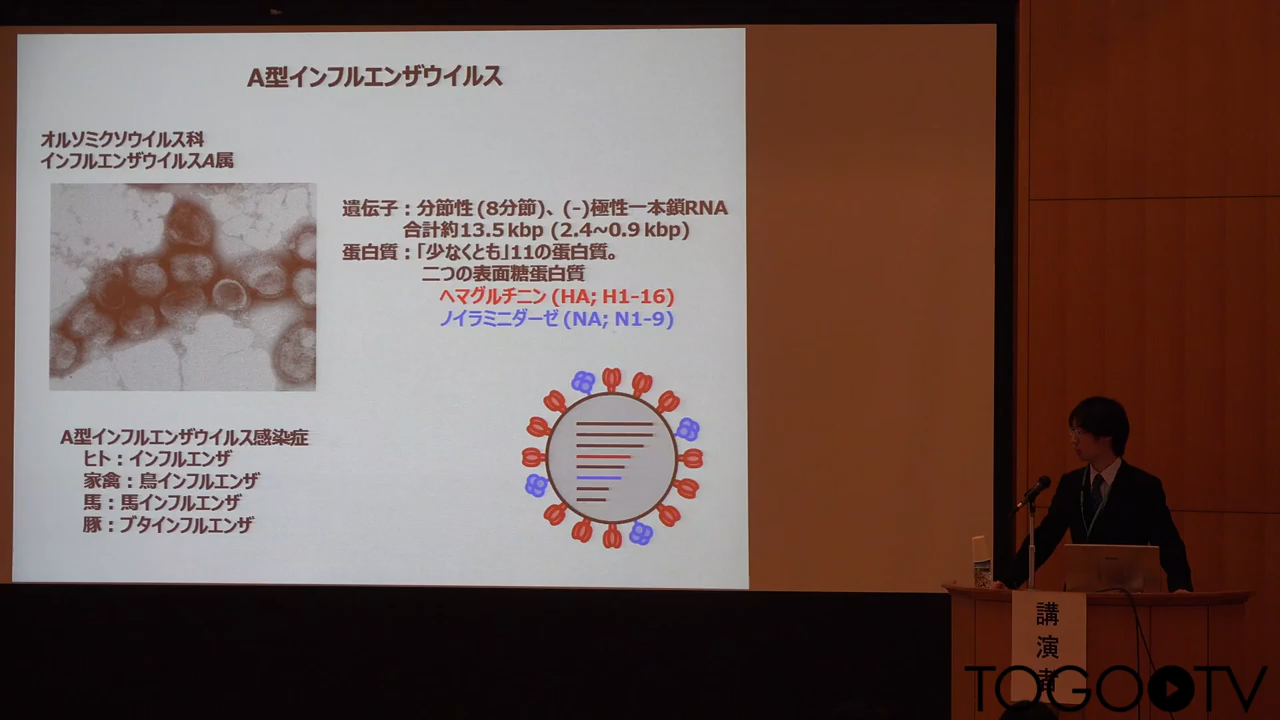 A型インフルエンザウイルス
オルソミクソウイルス科
インフルエンザウイルスA属
遺伝子：分節性 (8分節)、(-)極性一本鎖RNA
合計約13.5 kbp (2.4~0.9 kbp)
蛋白質：「少なくとも」11の蛋白質。
二つの表面糖蛋白質
ヘマグルチニン (HA; H1-16)
ノイラミニダーゼ (NA; N1-9)
A型インフルエンザウイルス感染症
ヒト：インフルエンザ
家禽：鳥インフルエンザ
馬：馬インフルエンザ
豚：ブタインフルエンザ
講演者
TOGOTV